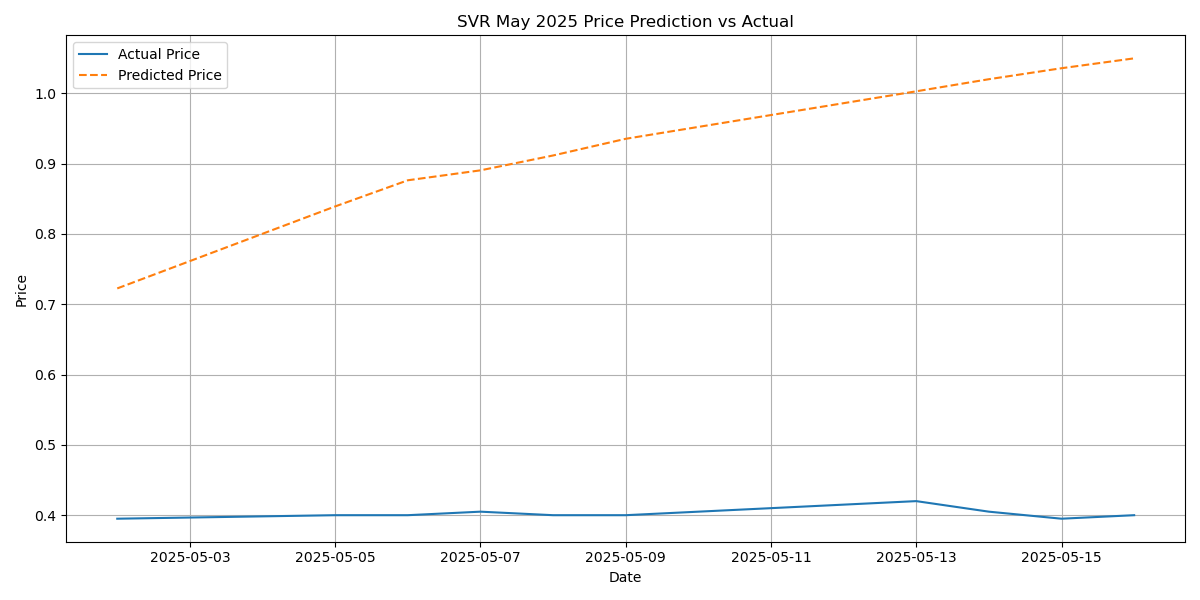 SVR May 2025 Price Prediction vs Actual
Actual Price
Predicted Price
1.0
0.9
0.8
0.7
0.6
0.5
0.4
Price
2025-05-03 2025-05-05 2025-05-07 2025-05-09 2025-05-11 2025-05-13 2025-05-15
Date